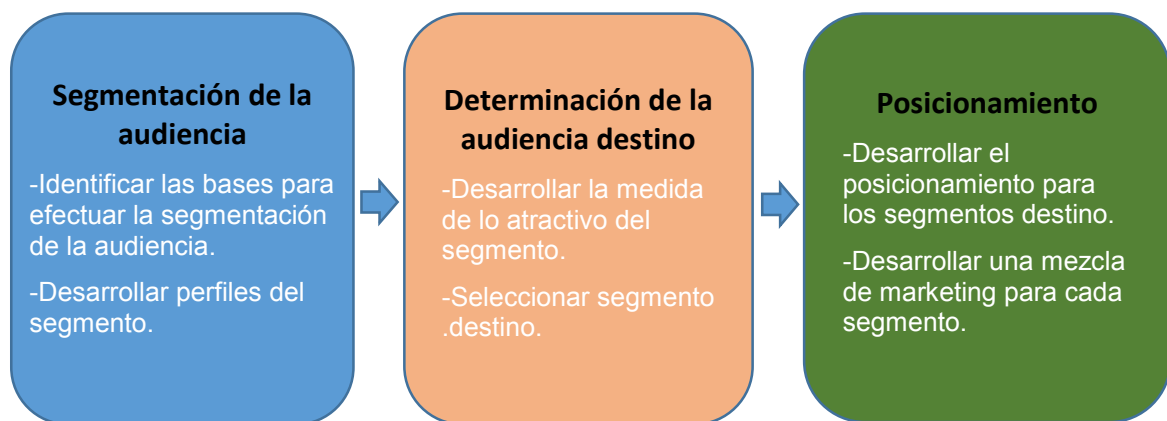 Segmentación de la
audiencia
-Identificar las bases para
efectuar la segmentación
de la audiencia.
-Desarrollar perfiles del
segmento.
Determinación de la
audiencia destino
-Desarrollar la medida
de lo atractivo del
segmento.
-Seleccionar segmento
.destino.
Posicionamiento
-Desarrollar el
posicionamiento para
los segmentos destino.
-Desarrollar una mezcla
de marketing para cada
segmento.